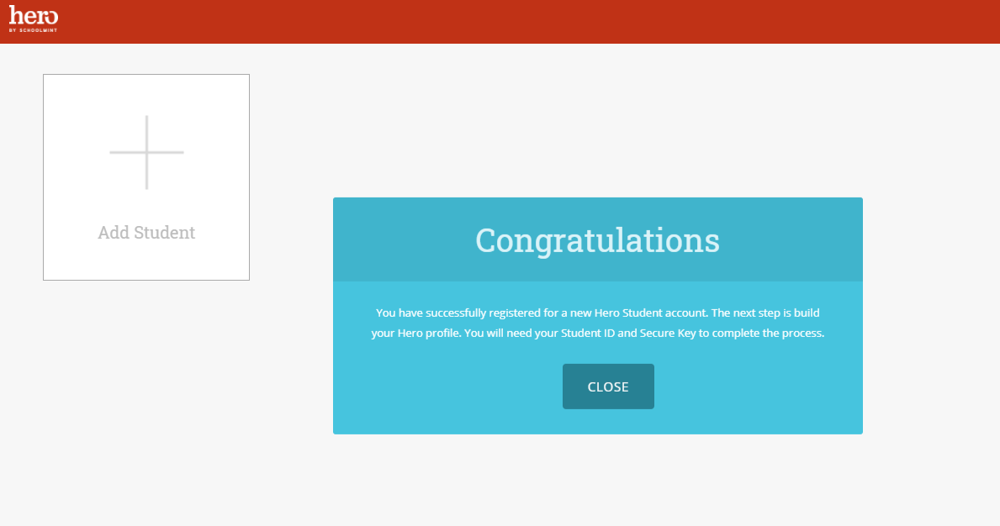 hero
BY SCHOOLMINT
Add Student
Congratulations
You have successfully registered for a new Hero Student account. The next step is build
your Hero profile. You will need your Student ID and Secure Key to complete the process.
CLOSE